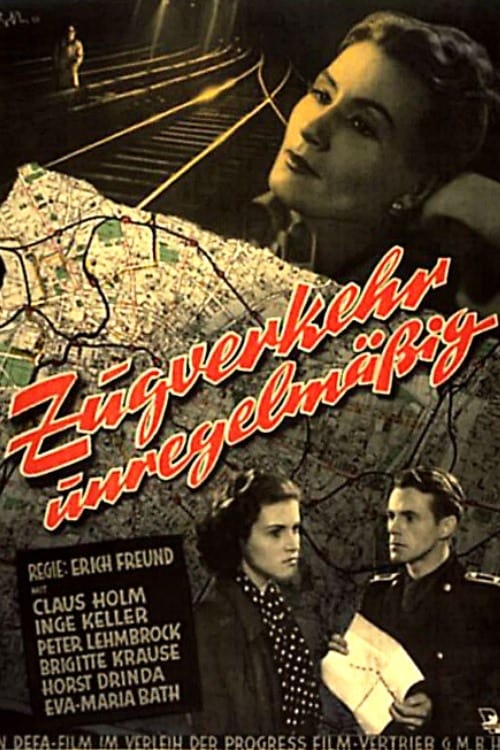 Zugverkehr
unregelmäßig
REGIE: ERICH FREUND
MIT
CLAUS HOLM
INGE KELLER
PETER LEHMBROCK
BRIGITTE KRAUSE
HORST DRINDA
EVA-MARIA BATH
N DEFA-FILM IM VERLEIH DER PROGRESS FILM-VERTRIEB G.M.B.